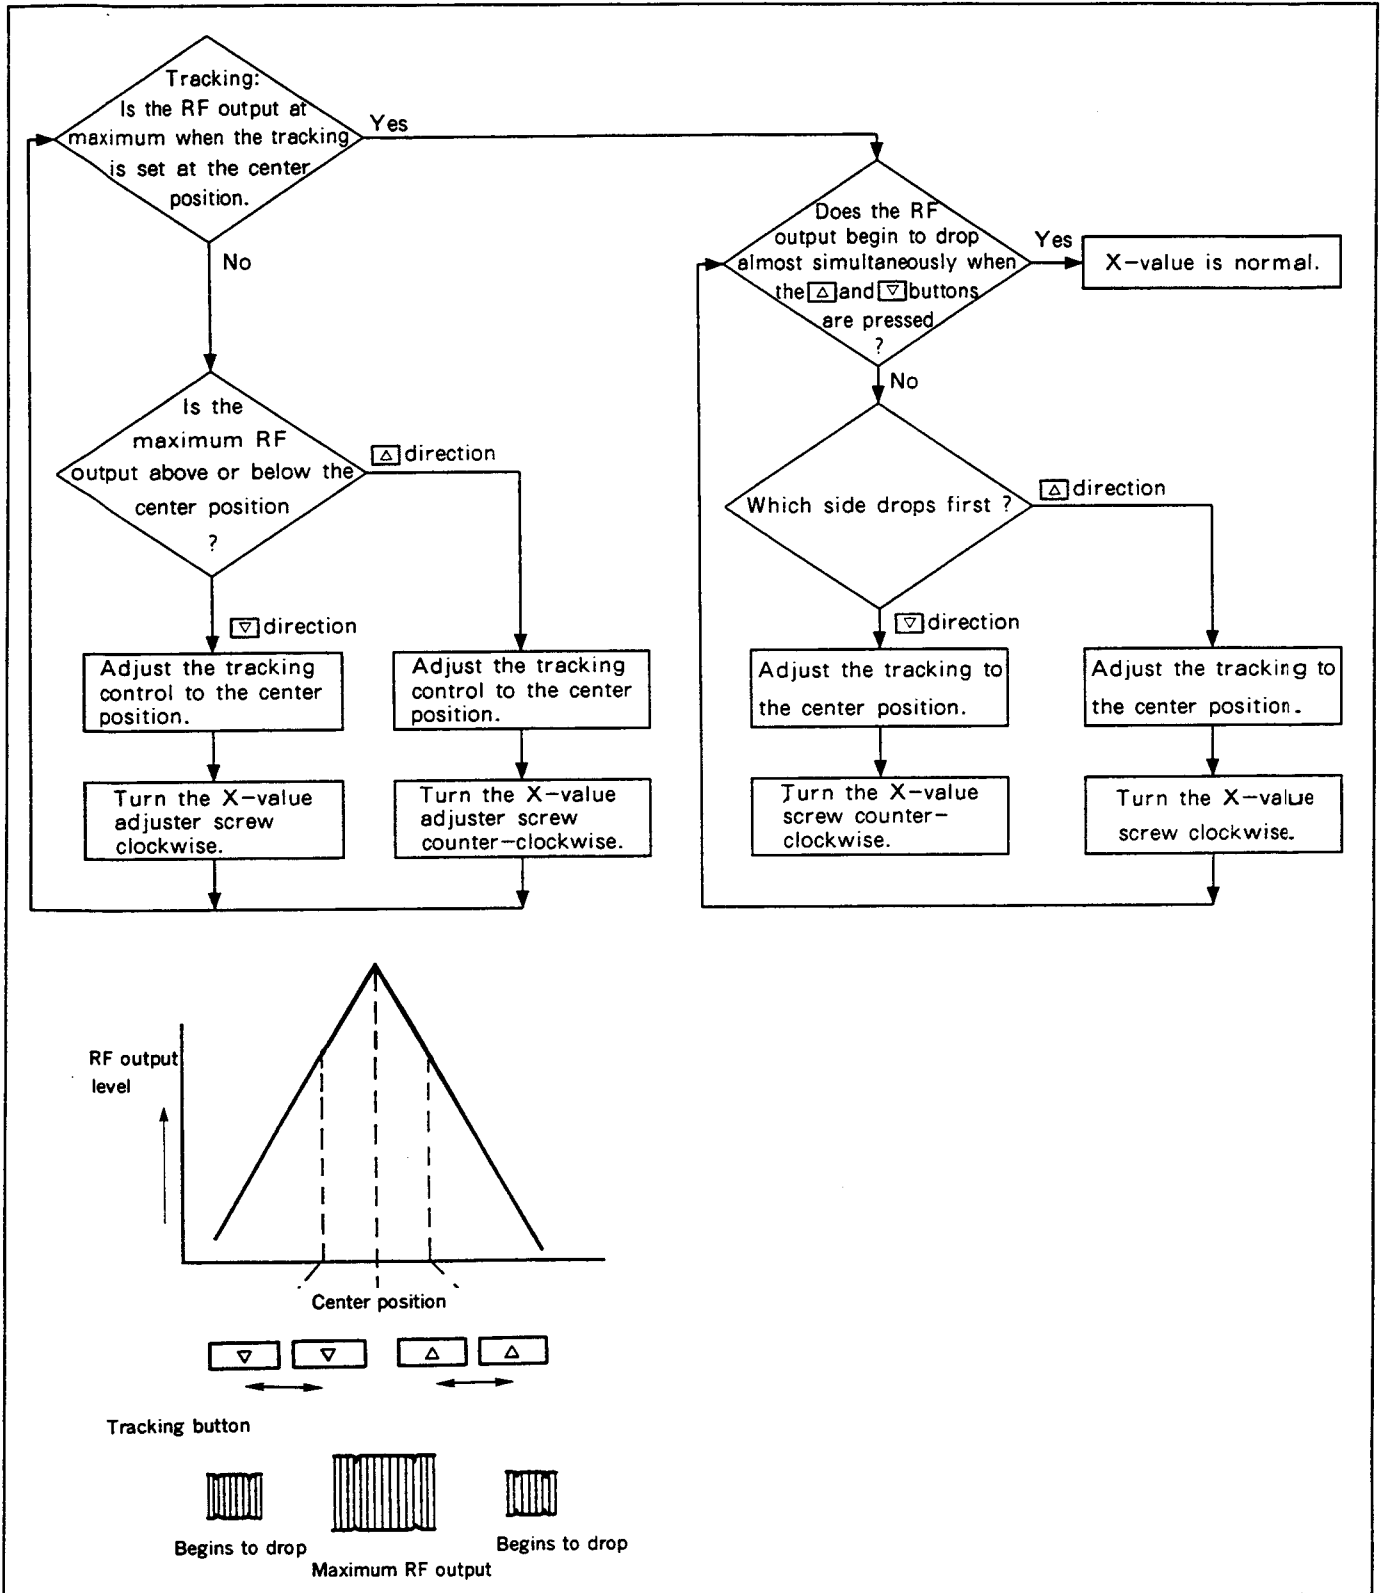 Tracking:
Is the RF output at
maximum when the tracking
is set at the center
position.
Yes
No
Is the
maximum RF
output above or below the
center position
?
△ direction
▽ direction
Adjust the tracking
control to the center
position.
Turn the X-value
adjuster screw
clockwise.
Adjust the tracking
control to the center
position.
Turn the X-value
adjuster screw
counter-clockwise.
Does the RF
output begin to drop
almost simultaneously when
the △ and ▽ buttons
are pressed
?
Yes
X-value is normal.
No
Which side drops first ?
△ direction
▽ direction
Adjust the tracking to
the center position.
Turn the X-value
screw counter-
clockwise.
Adjust the tracking to
the center position.
Turn the X-value
screw clockwise.
RF output
level
Center position
▽ ▽ △ △
Tracking button
Begins to drop
Maximum RF output
Begins to drop